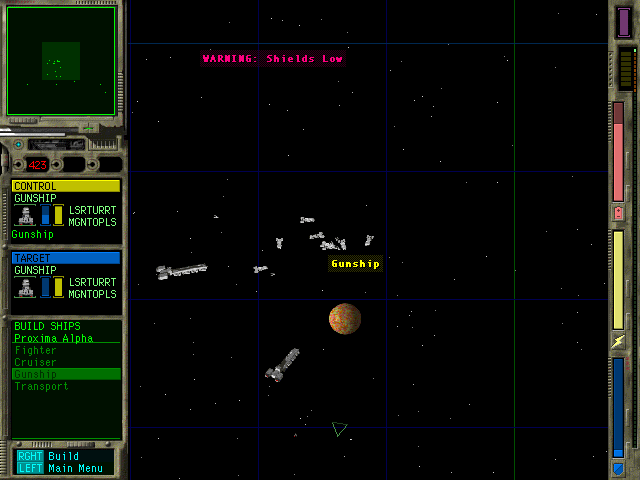 WARNING: Shields Low
423
CONTROL
GUNSHIP
LSRTURRT
MGNTOPLS
Gunship
TARGET
GUNSHIP
LSRTURRT
MGNTOPLS
Gunship
BUILD SHIPS
Proxima Alpha
Fighter
Cruiser
Gunship
Transport
RGHT Build
LEFT Main Menu